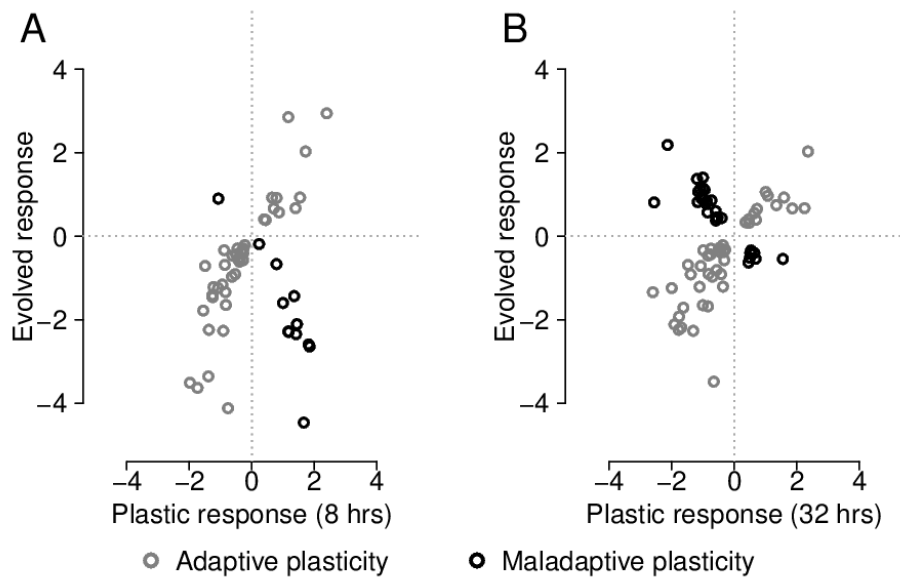 A
B
4
2
0
−2
−4
Evolved response
−4 −2 0 2 4
Plastic response (8 hrs)
4
2
0
−2
−4
Evolved response
−4 −2 0 2 4
Plastic response (32 hrs)
Adaptive plasticity
Maladaptive plasticity